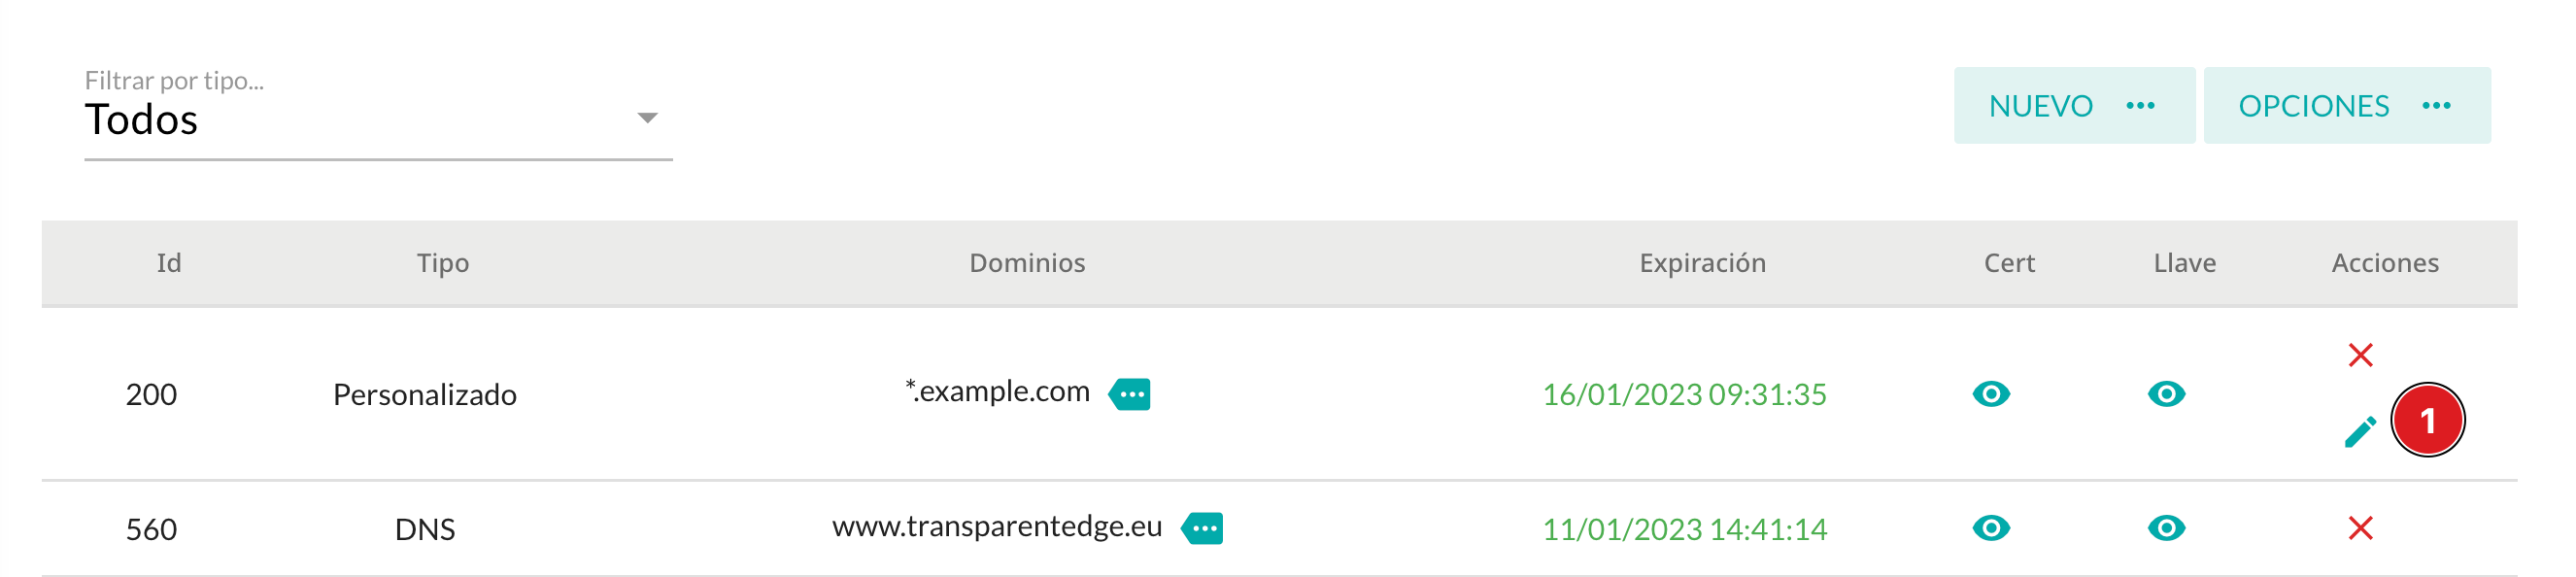 Filtrar por tipo...
Todos
NUEVO ••• OPCIONES •••
Id Tipo Dominios Expiración Cert Llave Acciones
200 Personalizado *.example.com 16/01/2023 09:31:35
1
560 DNS www.transparentedge.eu 11/01/2023 14:41:14